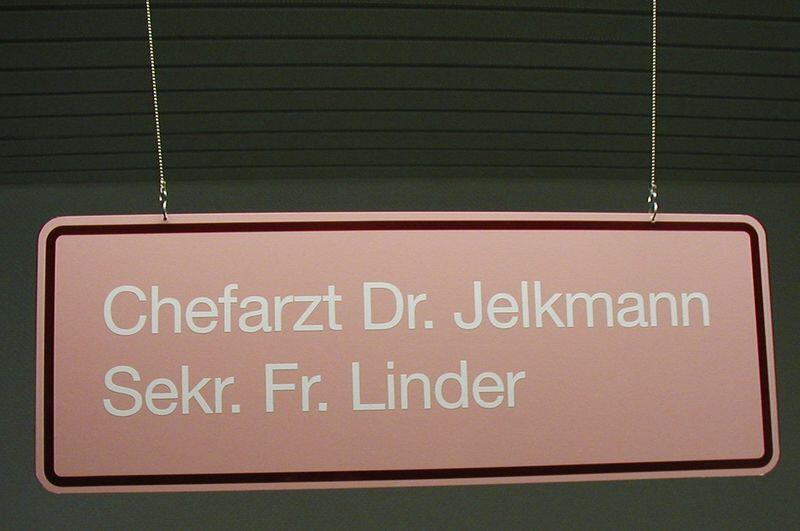 Chefarzt Dr. Jelkmann
Sekr. Fr. Linder